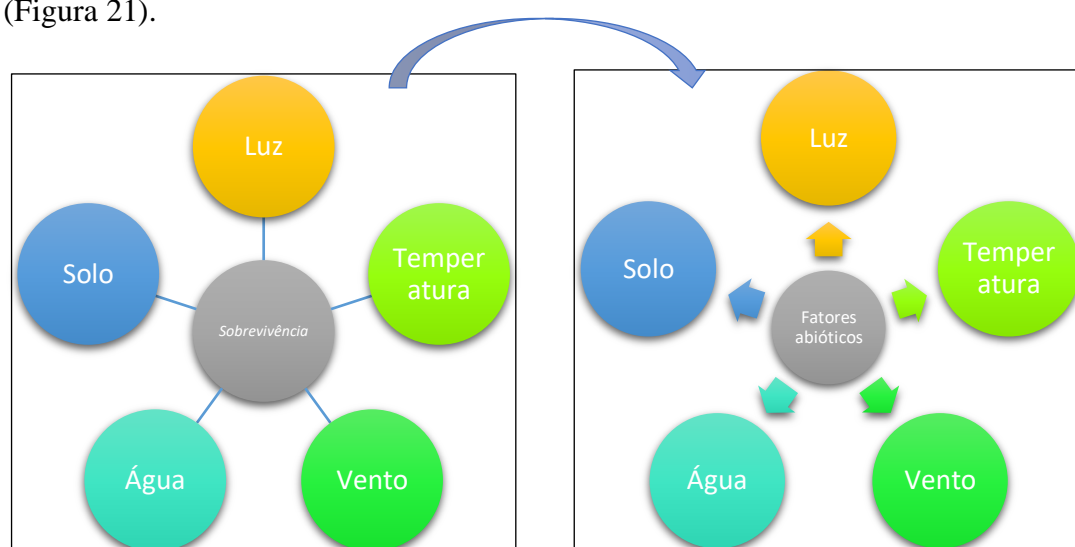 (Figura 21).
Luz
Solo
Temper
atura
Sobrevivência
Água
Vento
Luz
Solo
Temper
atura
Fatores
abióticos
Água
Vento